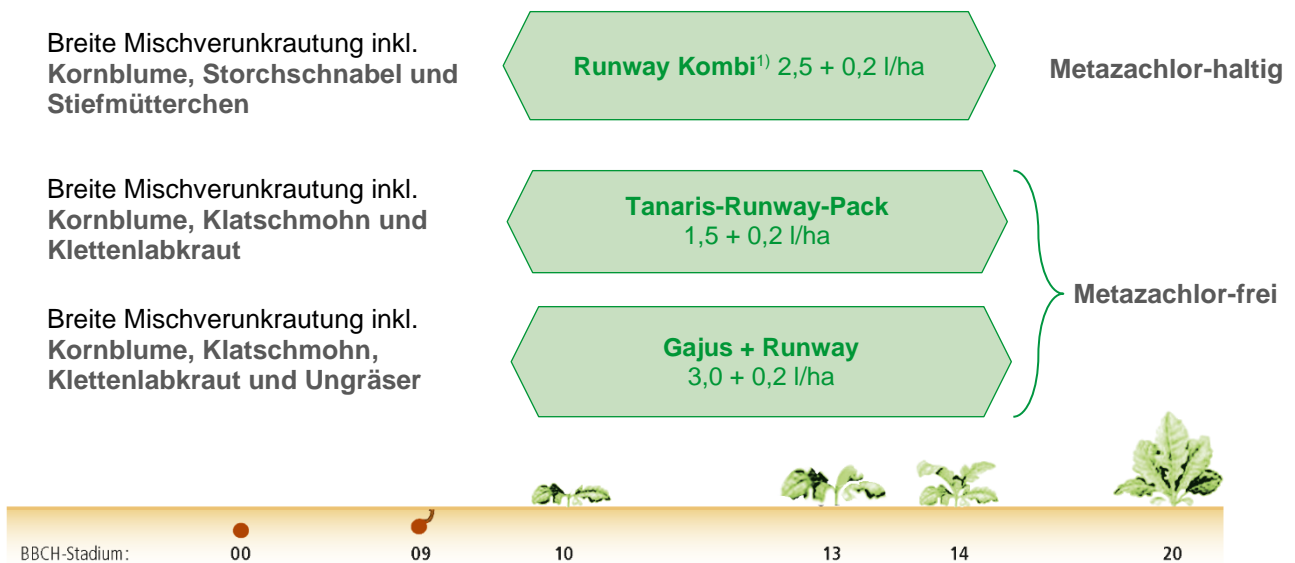 Breite Mischverunkrautung inkl.
Kornblume, Storchschnabel und
Stiefmütterchen
Runway Kombi¹⁾ 2,5 + 0,2 l/ha
Metazachlor-haltig
Breite Mischverunkrautung inkl.
Kornblume, Klatschmohn und
Klettenlabkraut
Tanaris-Runway-Pack
1,5 + 0,2 l/ha
Metazachlor-frei
Breite Mischverunkrautung inkl.
Kornblume, Klatschmohn,
Klettenlabkraut und Ungräser
Gajus + Runway
3,0 + 0,2 l/ha
BBCH-Stadium: 00 09 10 13 14 20